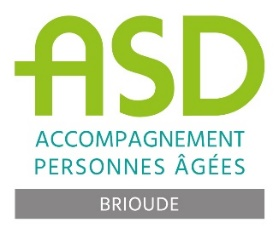 ASD
ACCOMPAGNEMENT
PERSONNES ÂGÉES
BRIOUDE